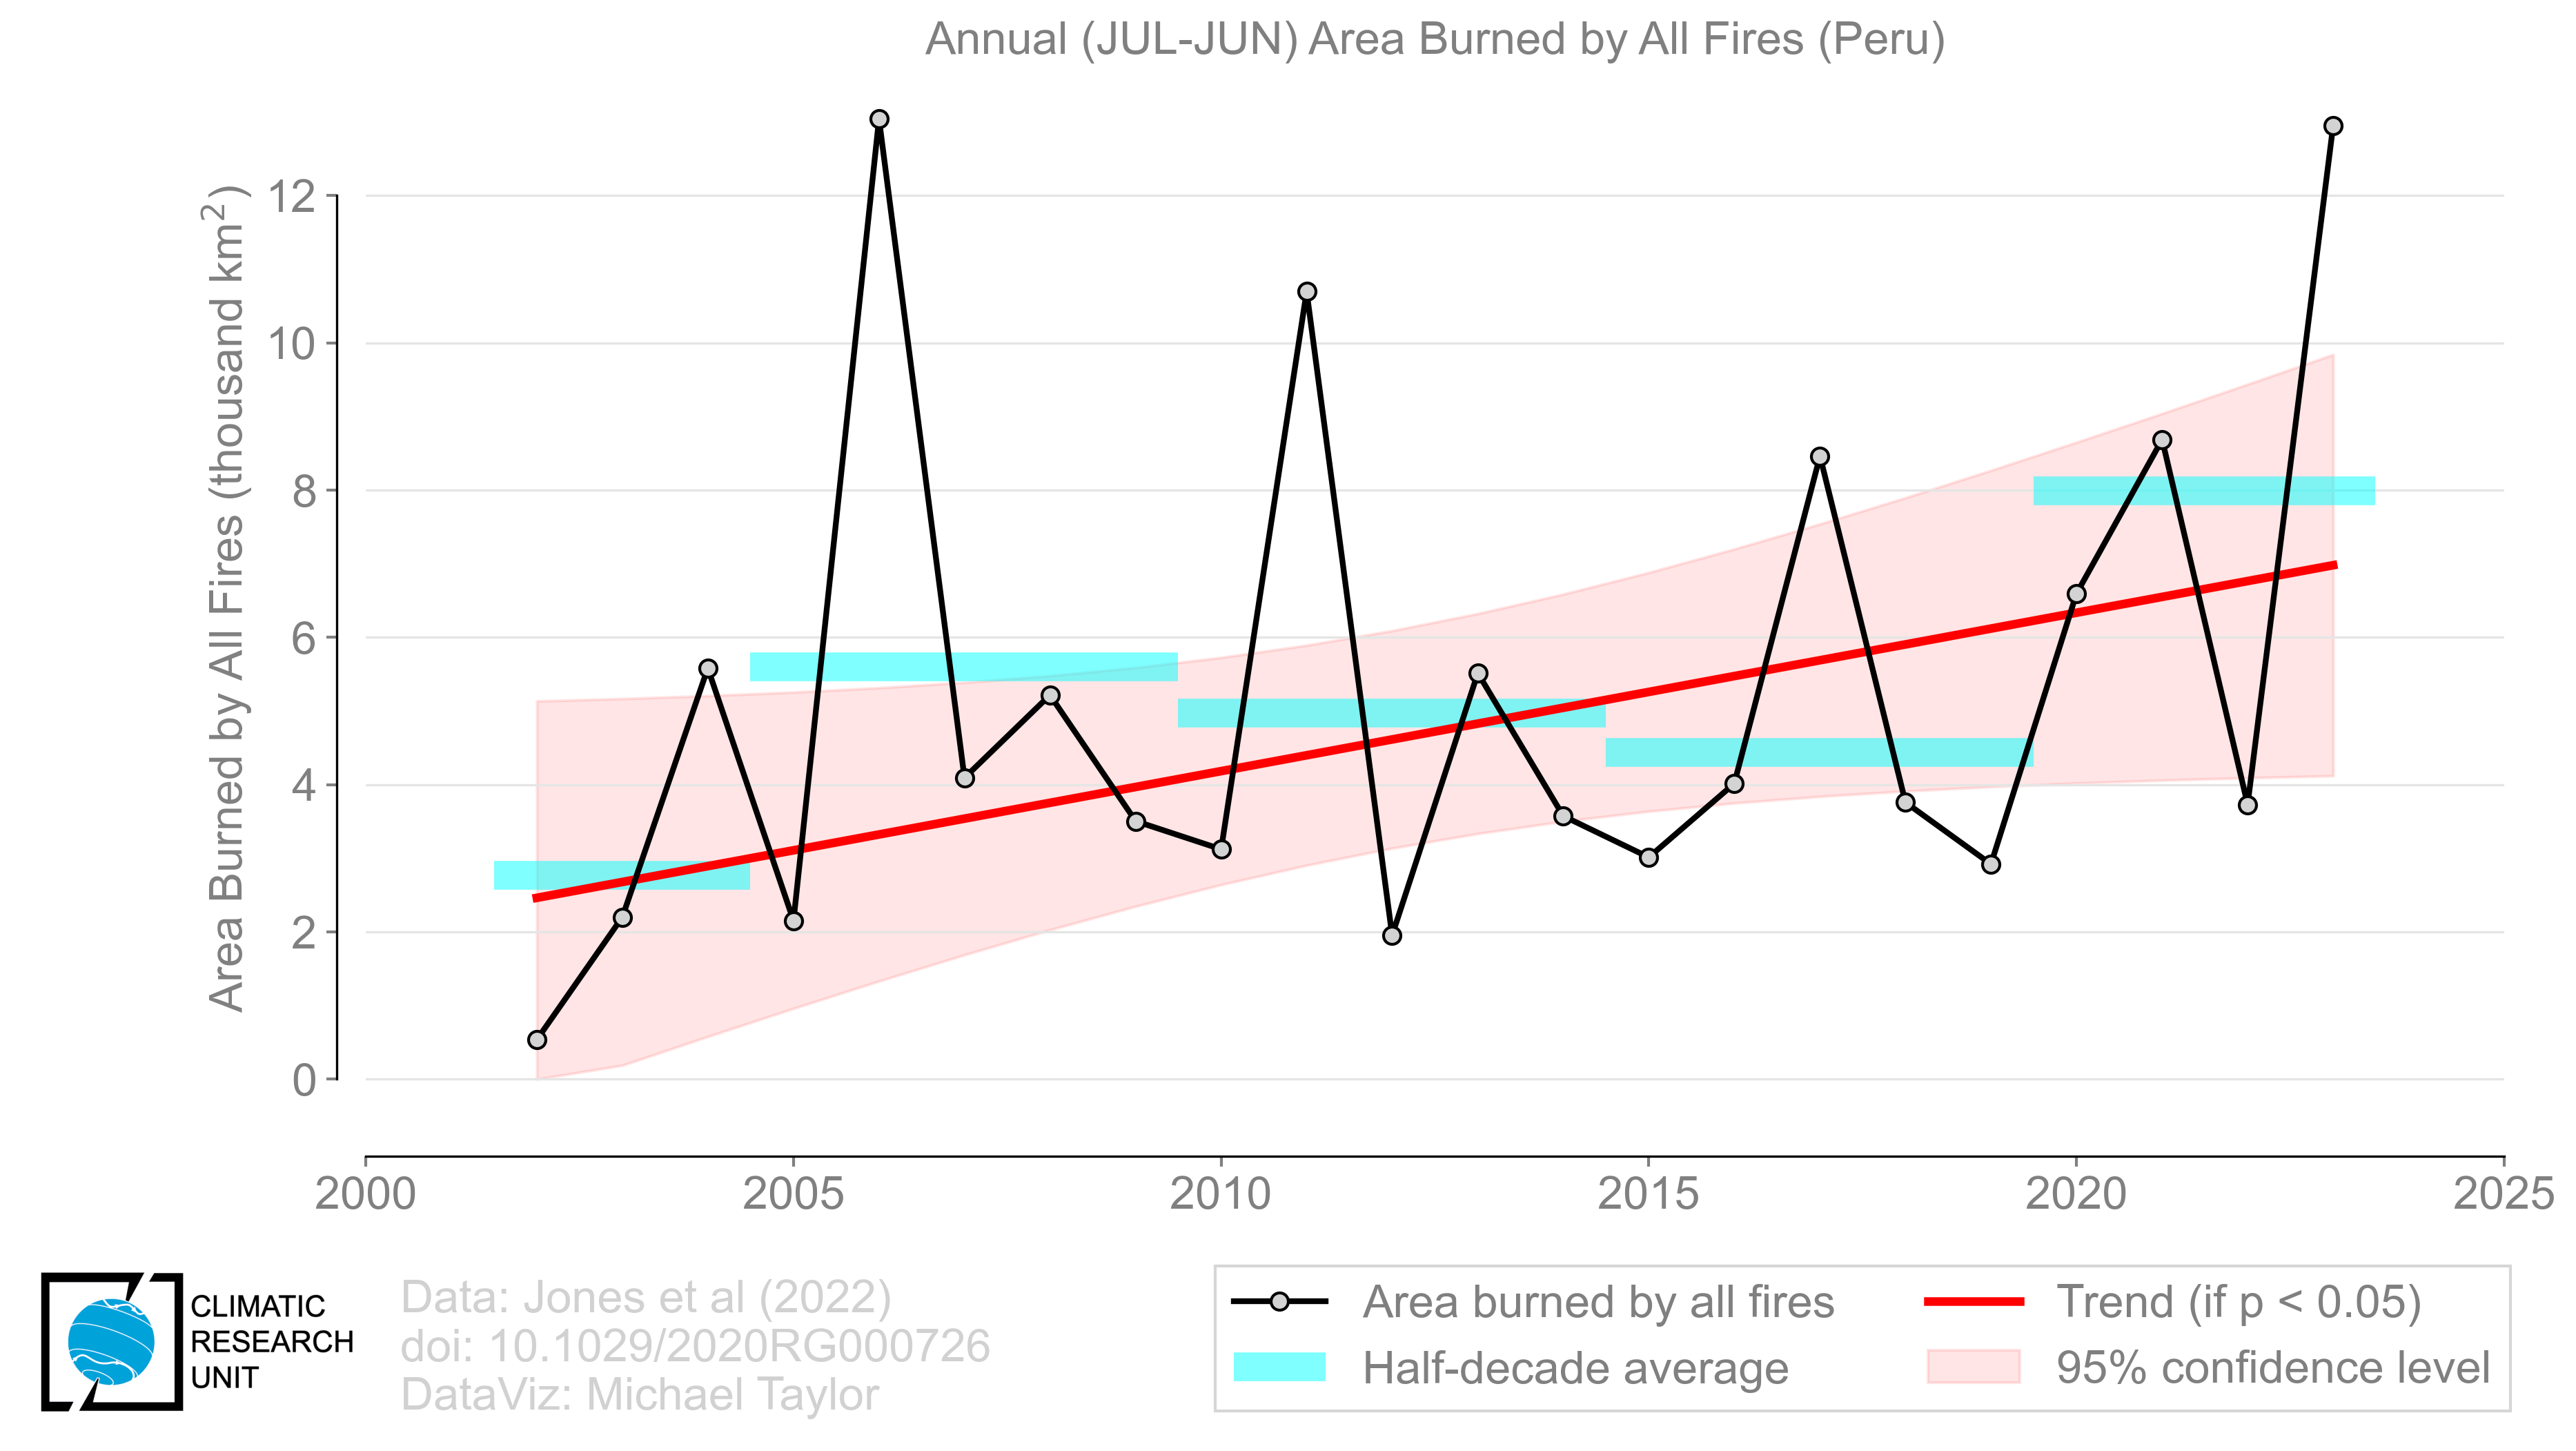 Annual (JUL-JUN) Area Burned by All Fires (Peru)
Area Burned by All Fires (thousand km²)
12
10
8
6
4
2
0
2000 2005 2010 2015 2020 2025
CLIMATIC
RESEARCH
UNIT
Data: Jones et al (2022)
doi: 10.1029/2020RG000726
DataViz: Michael Taylor
Area burned by all fires
Half-decade average
Trend (if p < 0.05)
95% confidence level